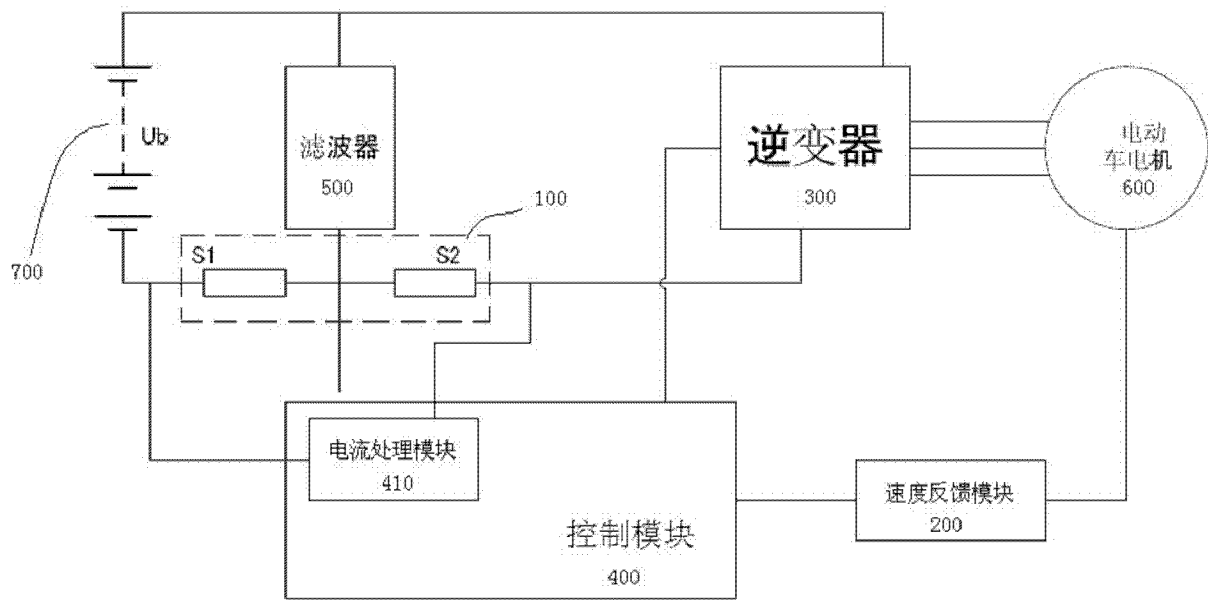 Ub
700
滤波器
500
100
S1
S2
逆变器
300
电动
车电机
600
电流处理模块
410
控制模块
400
速度反馈模块
200